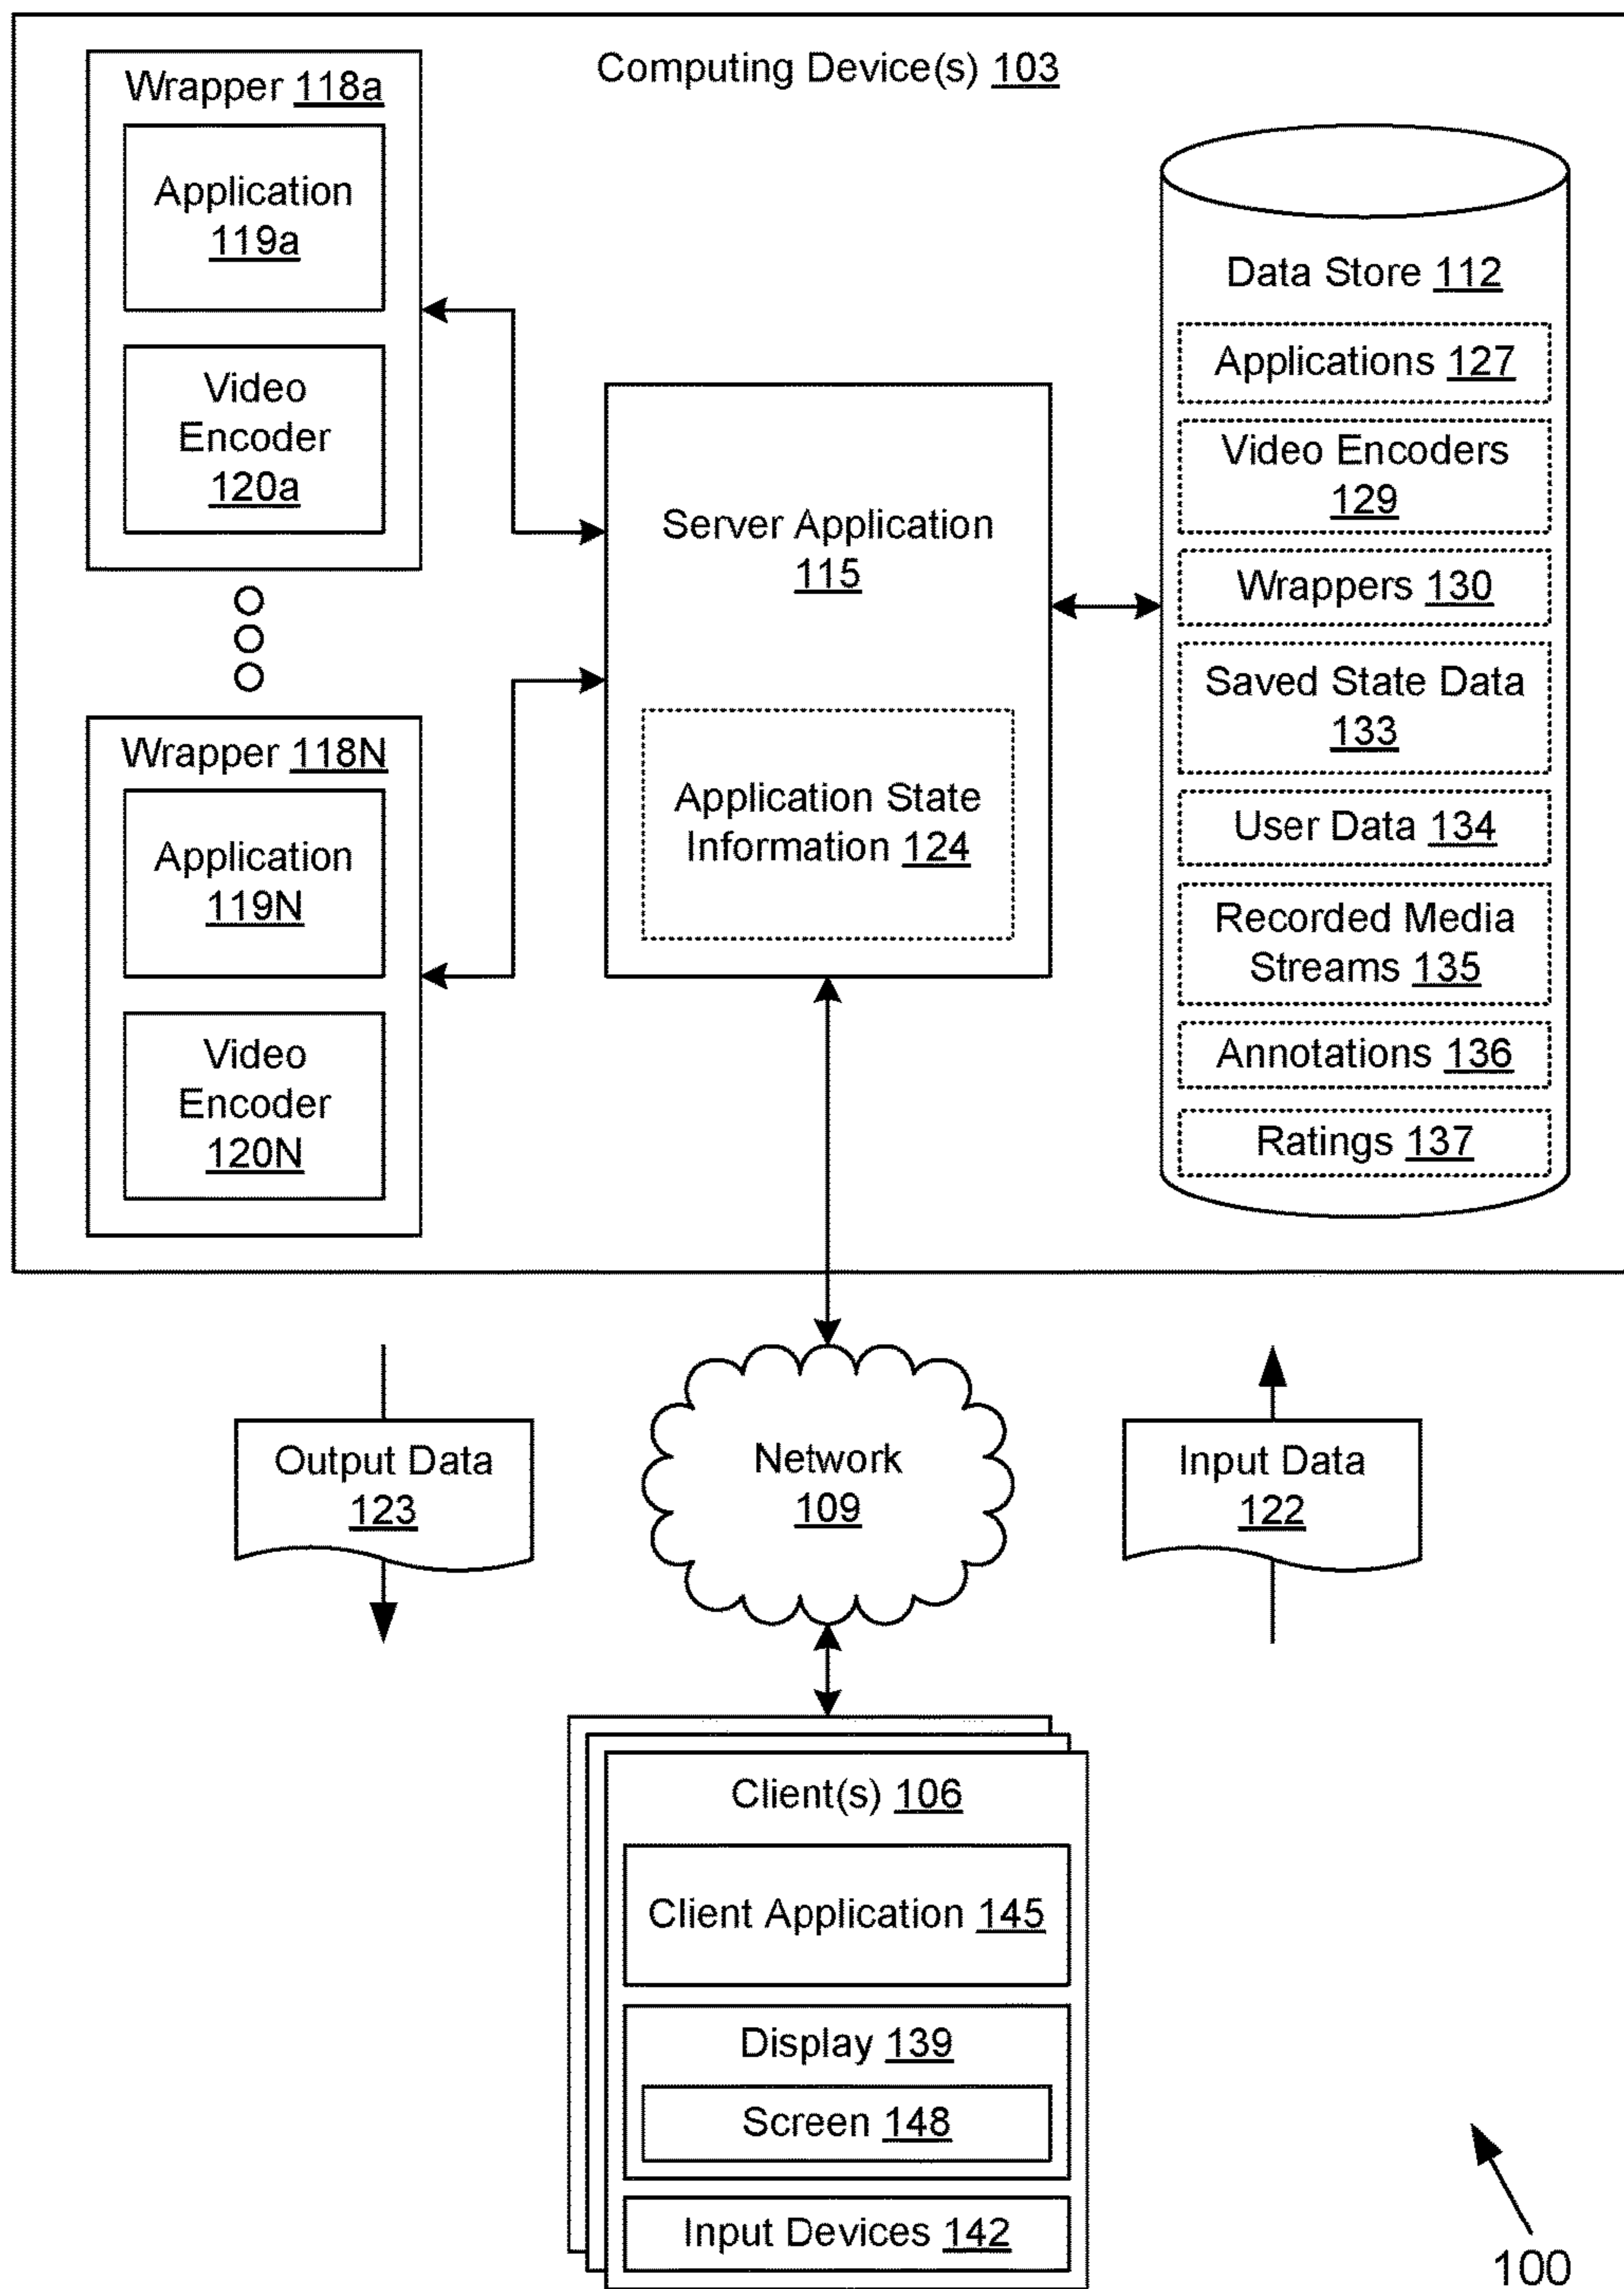 Computing Device(s) 103
Wrapper 118a
Application
119a
Video
Encoder
120a
Wrapper 118N
Application
119N
Video
Encoder
120N
Server Application
115
Application State
Information 124
Data Store 112
Applications 127
Video Encoders
129
Wrappers 130
Saved State Data
133
User Data 134
Recorded Media
Streams 135
Annotations 136
Ratings 137
Output Data
123
Network
109
Input Data
122
Client(s) 106
Client Application 145
Display 139
Screen 148
Input Devices 142
100